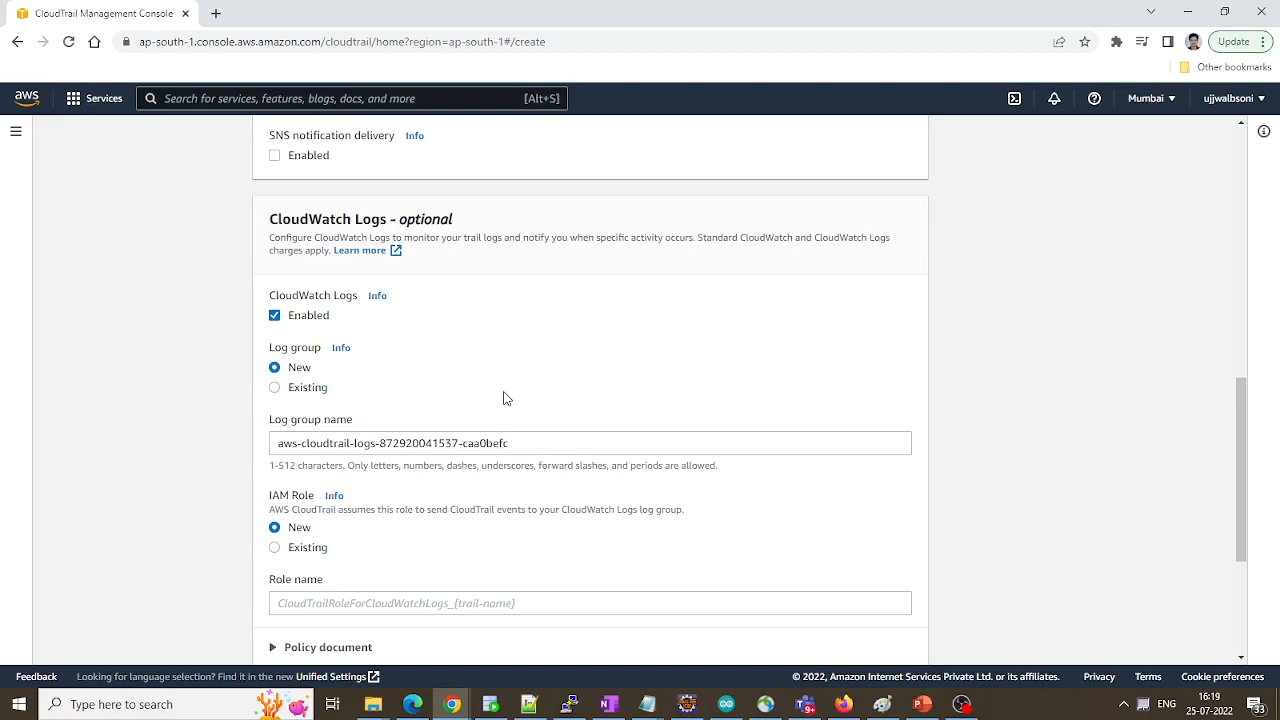 CloudTrail Management Console
ap-south-1.console.aws.amazon.com/cloudtrail/home?region=ap-south-1#/create
Update
Other bookmarks
aws
Services
Search for services, features, blogs, docs, and more
[Alt+S]
Mumbai
ujjwalbsoni
SNS notification delivery Info
Enabled
CloudWatch Logs - optional
Configure CloudWatch Logs to monitor your trail logs and notify you when specific activity occurs. Standard CloudWatch and CloudWatch Logs
charges apply. Learn more
CloudWatch Logs Info
Enabled
Log group Info
New
Existing
Log group name
aws-cloudtrail-logs-872920041537-caa0befc
1-512 characters. Only letters, numbers, dashes, underscores, forward slashes, and periods are allowed.
IAM Role Info
AWS CloudTrail assumes this role to send CloudTrail events to your CloudWatch Logs log group.
New
Existing
Role name
CloudTrailRoleForCloudWatchLogs_{trail-name}
Policy document
Feedback
Looking for language selection? Find it in the new Unified Settings
© 2022, Amazon Internet Services Private Ltd. or its affiliates.
Privacy
Terms
Cookie preferences
Type here to search
16:19
25-07-2022